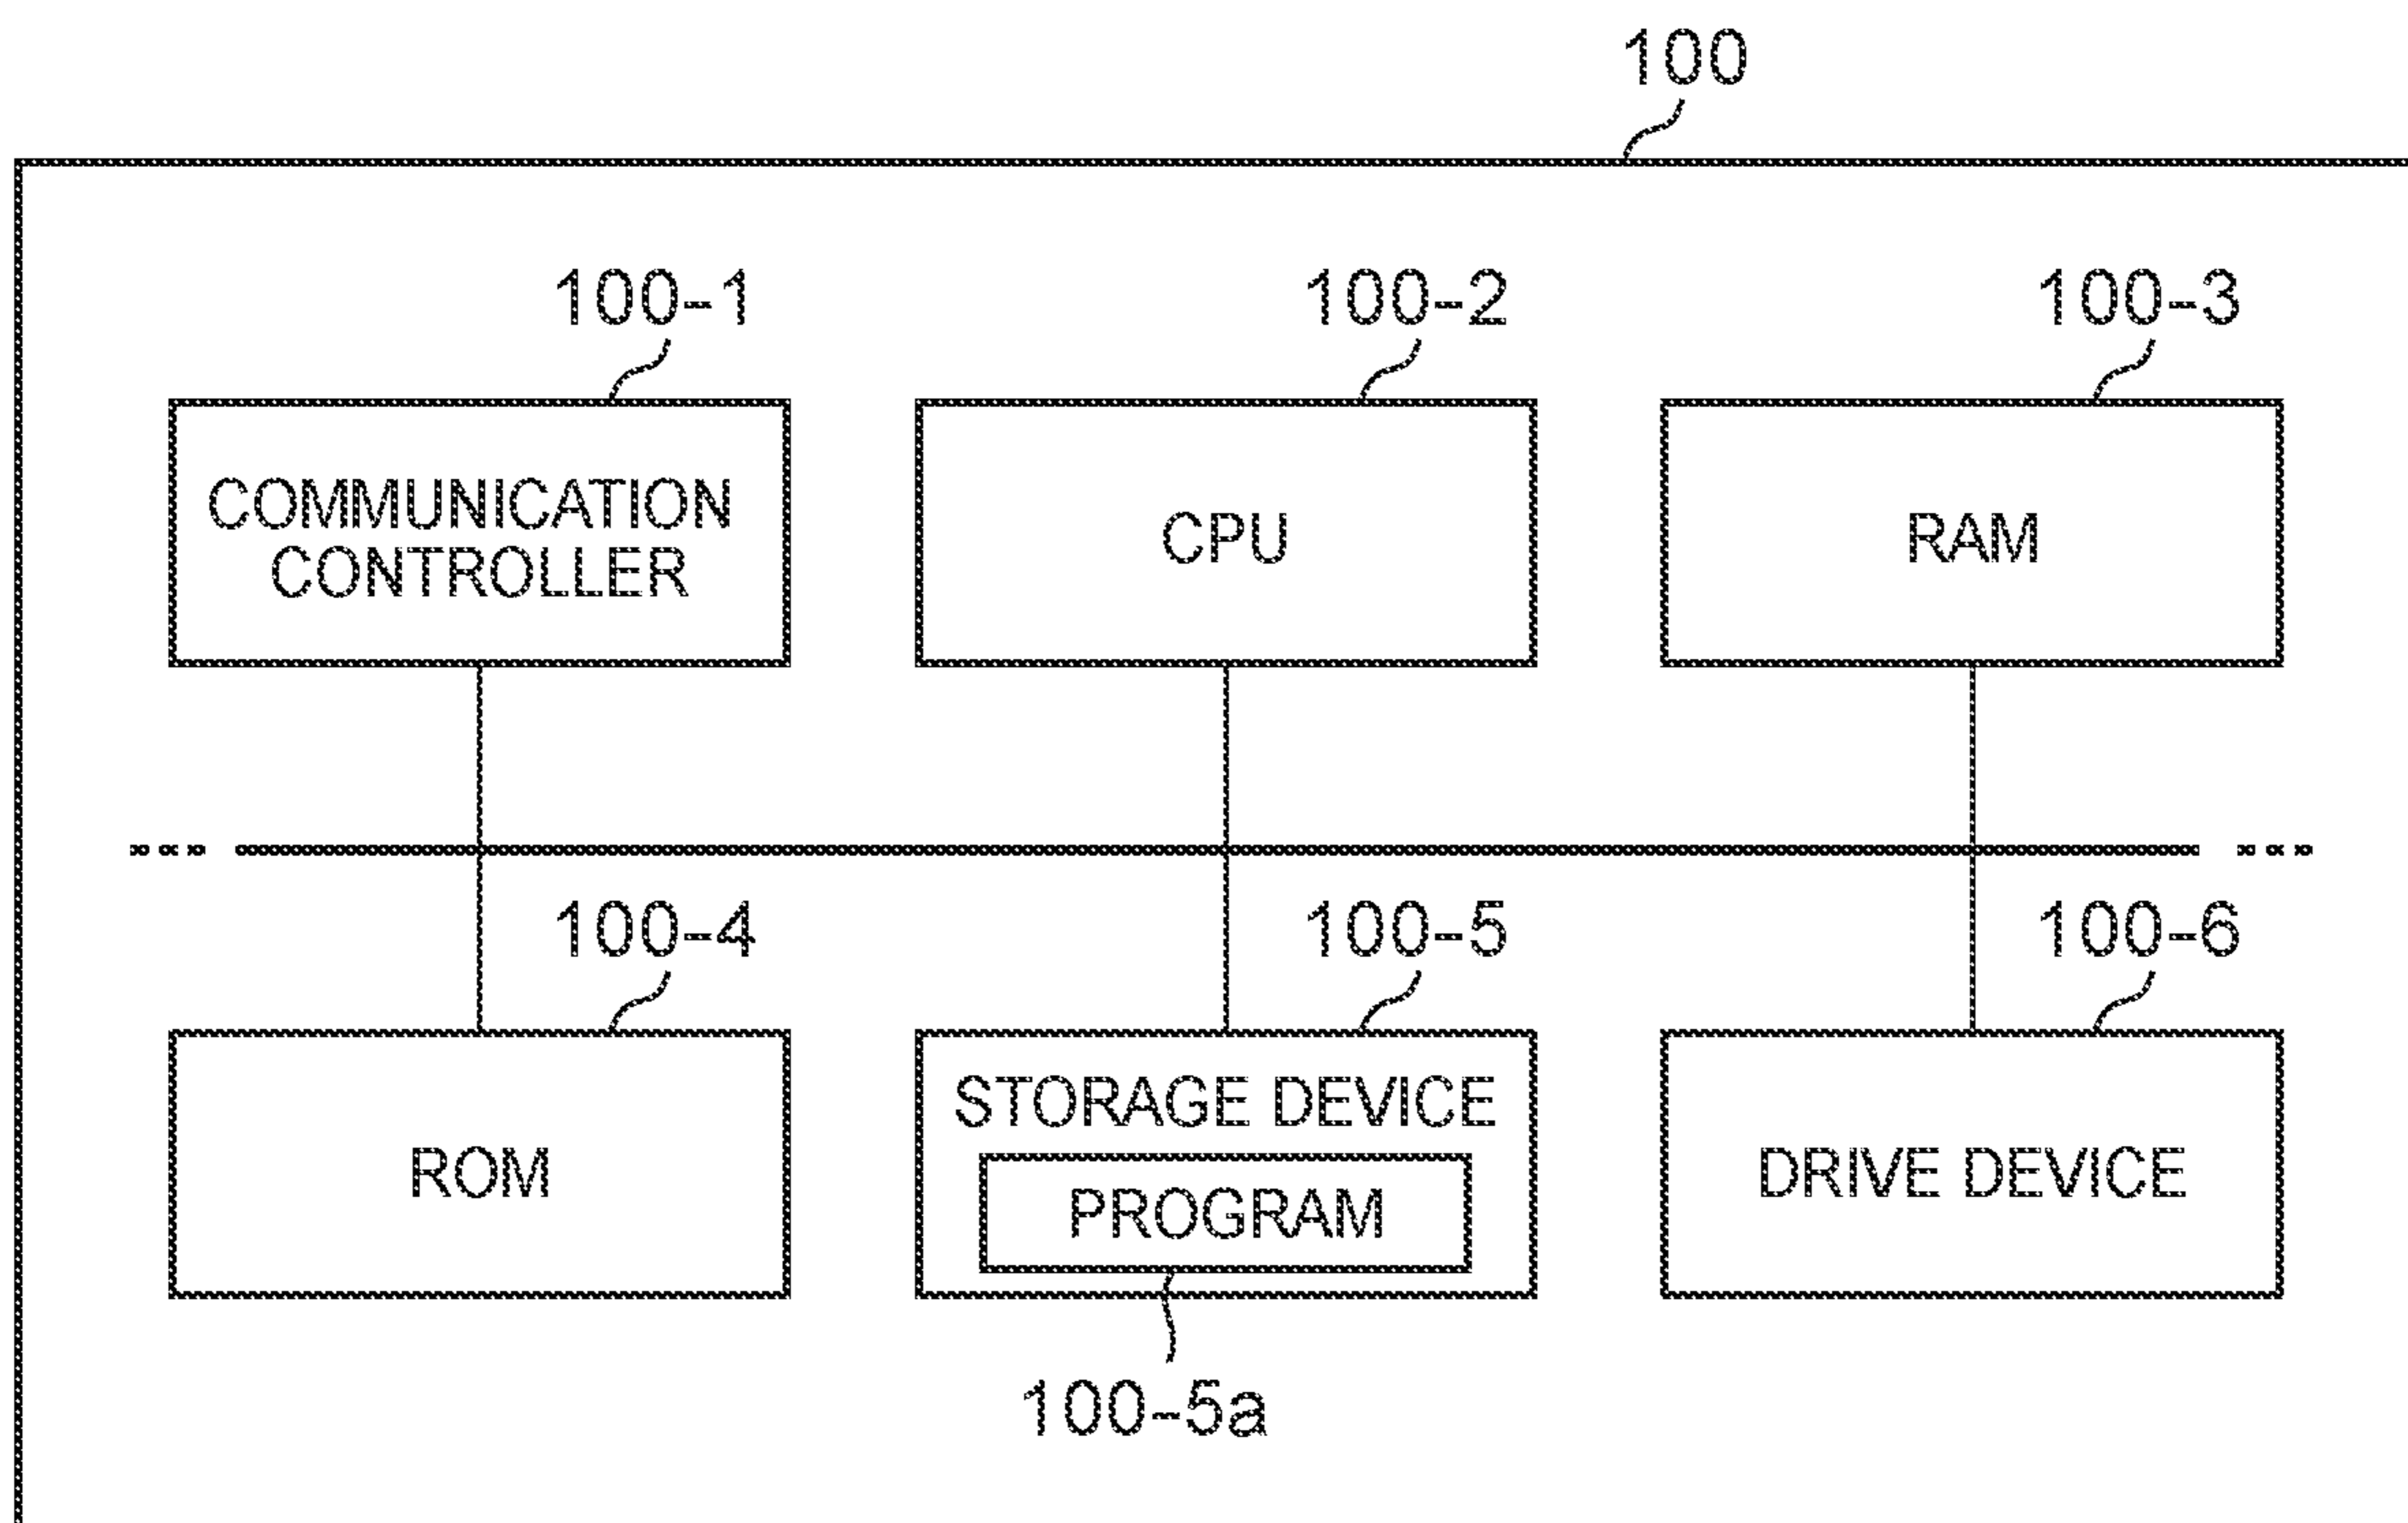 100
100-1
100-2
100-3
COMMUNICATION
CONTROLLER
CPU
RAM
100-4
100-5
100-6
ROM
STORAGE DEVICE
PROGRAM
DRIVE DEVICE
100-5a